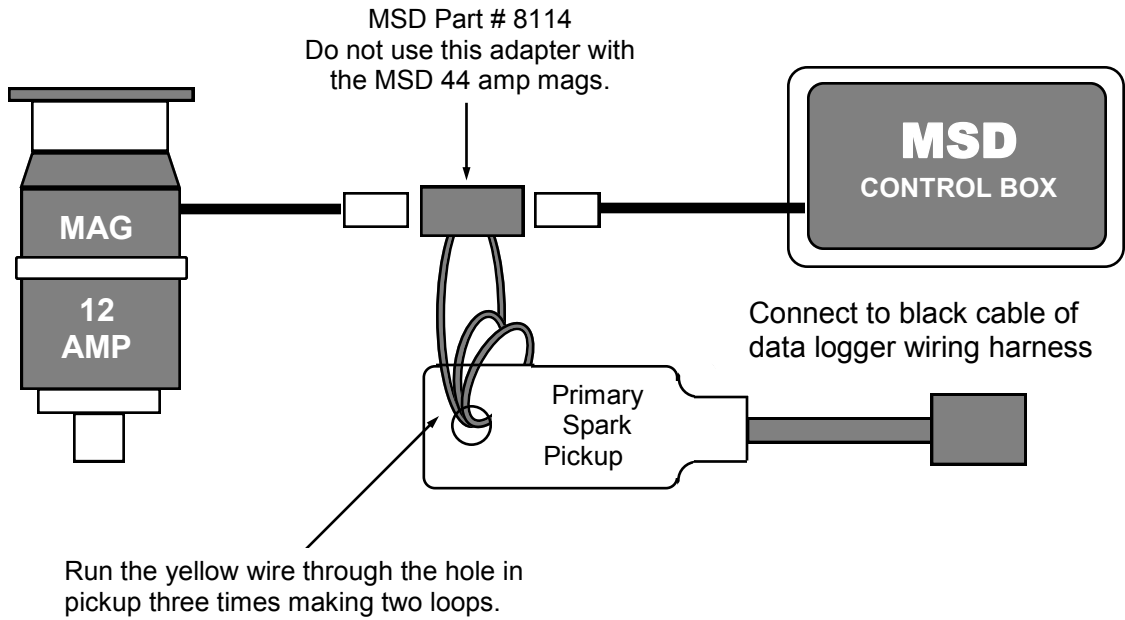 MSD Part # 8114
Do not use this adapter with
the MSD 44 amp mags.
MSD
CONTROL BOX
MAG
12
AMP
Connect to black cable of
data logger wiring harness
Primary
Spark
Pickup
Run the yellow wire through the hole in
pickup three times making two loops.